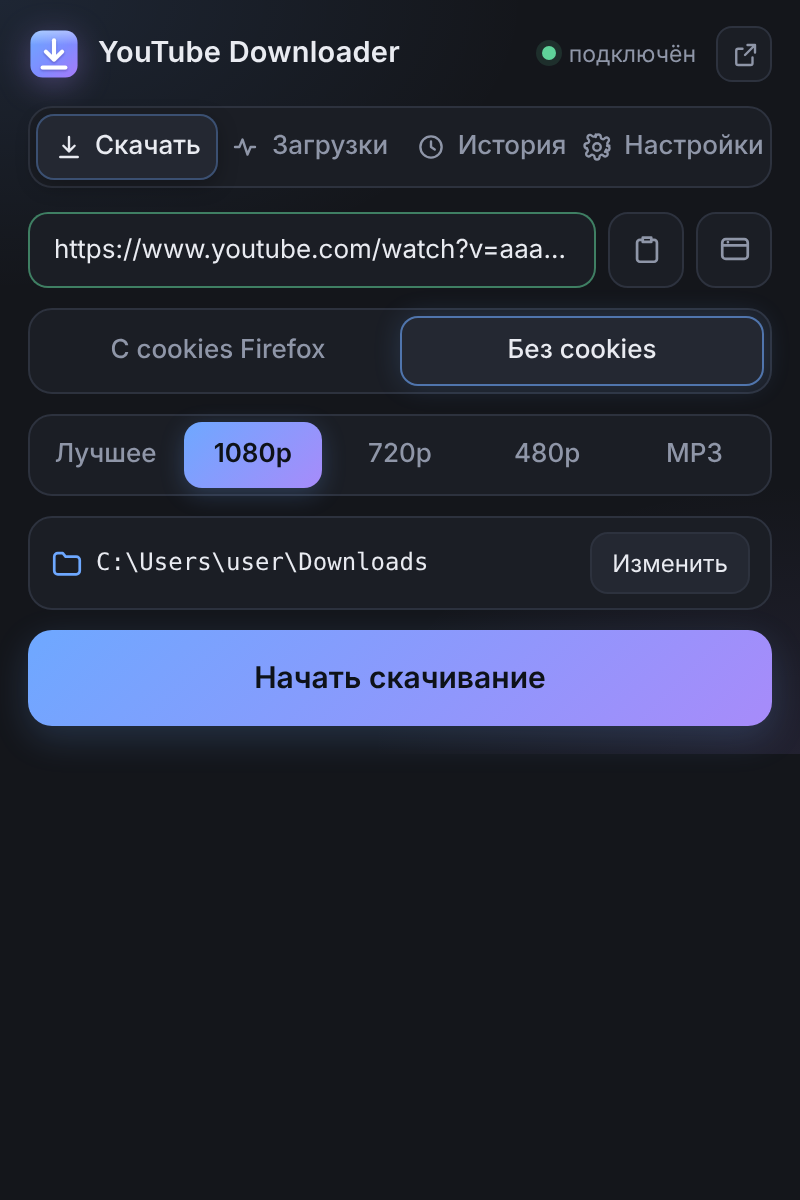 YouTube Downloader
подключён
Скачать
Загрузки
История
Настройки
https://www.youtube.com/watch?v=aaa...
С cookies Firefox
Без cookies
Лучшее
1080p
720p
480p
MP3
C:\Users\user\Downloads
Изменить
Начать скачивание